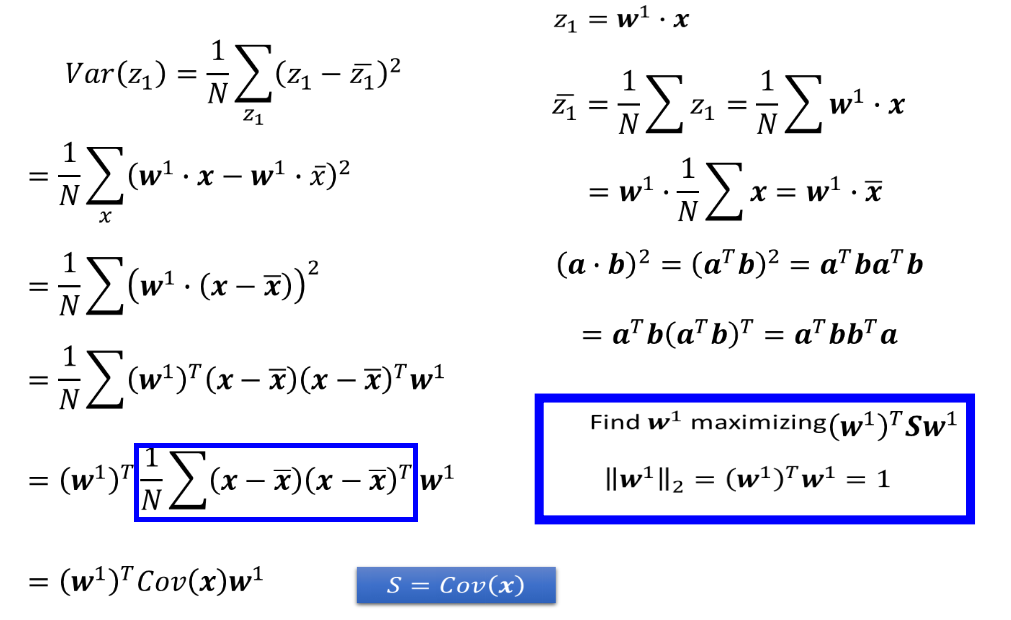 Var(z₁) = 1/N ∑_{z₁} (z₁ − z̄₁)²
= 1/N ∑_x (w¹ · x − w¹ · x̄)²
= 1/N ∑ (w¹ · (x − x̄))²
= 1/N ∑ (w¹)ᵀ(x − x̄)(x − x̄)ᵀw¹
= (w¹)ᵀ 1/N ∑ (x − x̄)(x − x̄)ᵀ w¹
= (w¹)ᵀCov(x)w¹
S = Cov(x)
z₁ = w¹ · x
z̄₁ = 1/N ∑ z₁ = 1/N ∑ w¹ · x
= w¹ · 1/N ∑ x = w¹ · x̄
(a · b)² = (aᵀb)² = aᵀbaᵀb
= aᵀb(aᵀb)ᵀ = aᵀbbᵀa
Find w¹ maximizing(w¹)ᵀSw¹
‖w¹‖₂ = (w¹)ᵀw¹ = 1